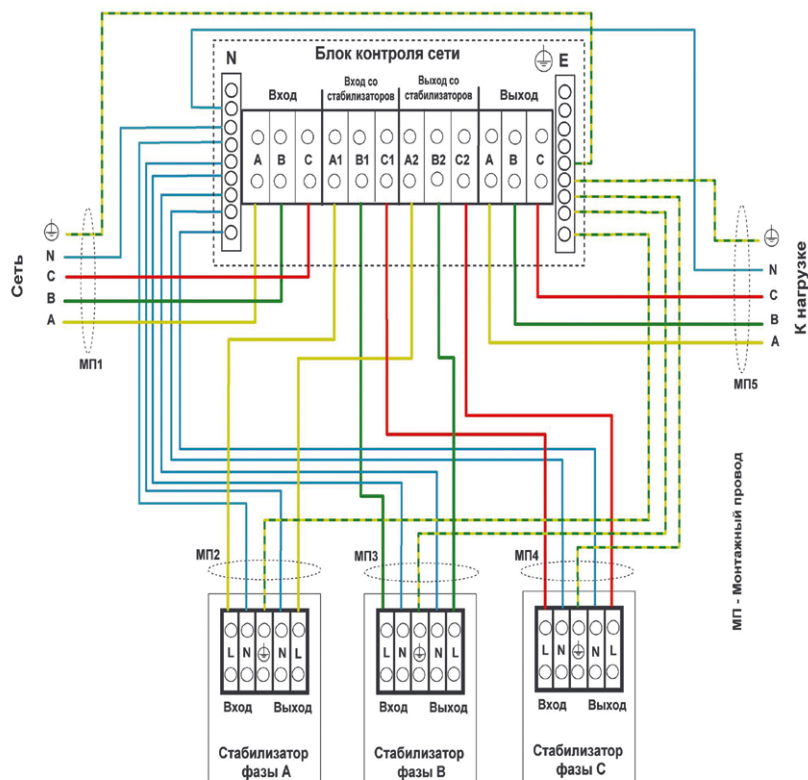 N
Блок контроля сети
E
Вход
Вход со
стабилизаторов
Выход со
стабилизаторов
Выход
A B C A1 B1 C1 A2 B2 C2 A B C
Сеть
N
C
B
A
МП1
К нагрузке
N
C
B
A
МП5
МП - Монтажный провод
МП2
МП3
МП4
L N N L
Вход Выход
Стабилизатор
фазы A
L N N L
Вход Выход
Стабилизатор
фазы B
L N N L
Вход Выход
Стабилизатор
фазы C